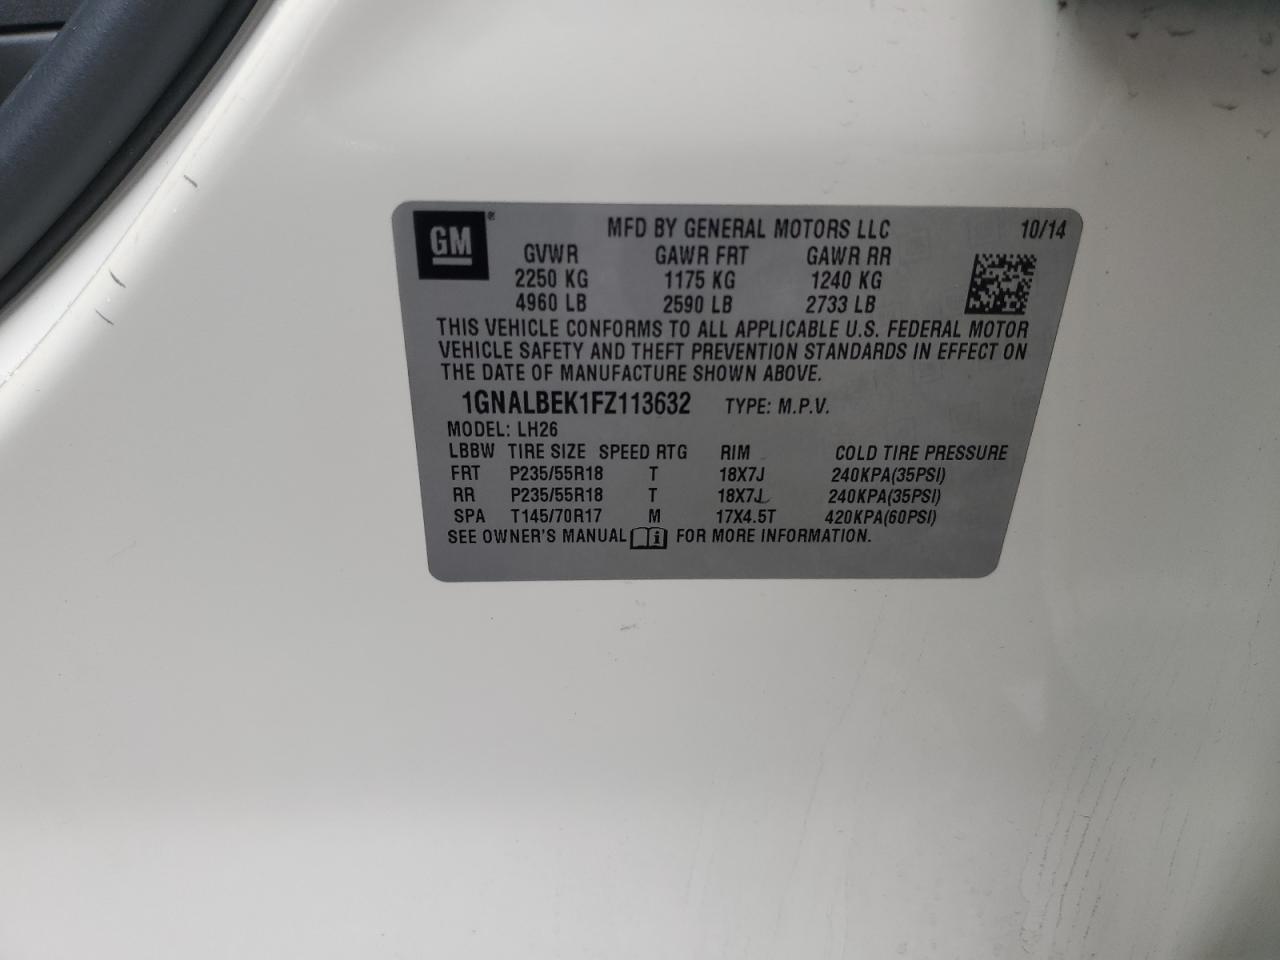 GM ® MFD BY GENERAL MOTORS LLC 10/14
GVWR GAWR FRT GAWR RR
2250 KG 1175 KG 1240 KG
4960 LB 2590 LB 2733 LB
THIS VEHICLE CONFORMS TO ALL APPLICABLE U.S. FEDERAL MOTOR
VEHICLE SAFETY AND THEFT PREVENTION STANDARDS IN EFFECT ON
THE DATE OF MANUFACTURE SHOWN ABOVE.
1GNALBEK1FZ113632 TYPE: M.P.V.
MODEL: LH26
LBBW TIRE SIZE SPEED RTG RIM COLD TIRE PRESSURE
FRT P235/55R18 T 18X7J 240KPA(35PSI)
RR P235/55R18 T 18X7J 240KPA(35PSI)
SPA T145/70R17 M 17X4.5T 420KPA(60PSI)
SEE OWNER'S MANUAL i FOR MORE INFORMATION.